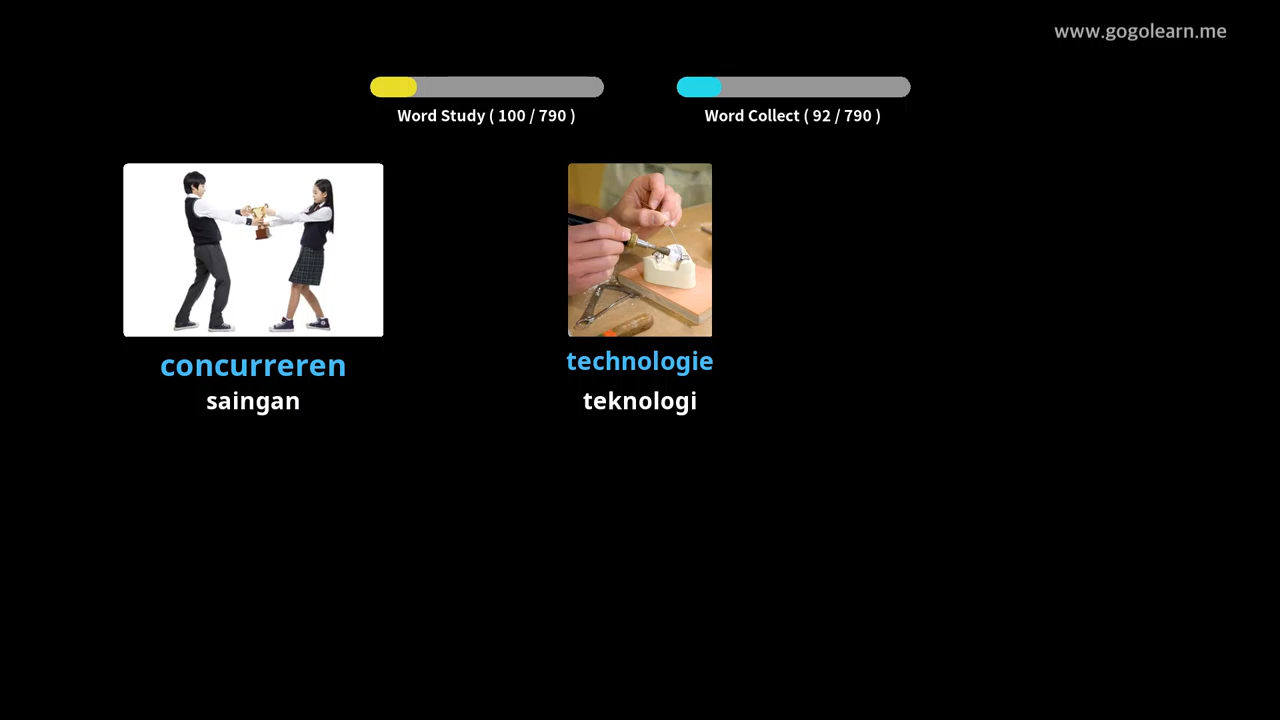 www.gogolearn.me
Word Study ( 100 / 790 )
Word Collect ( 92 / 790 )
concurreren
saingan
technologie
teknologi